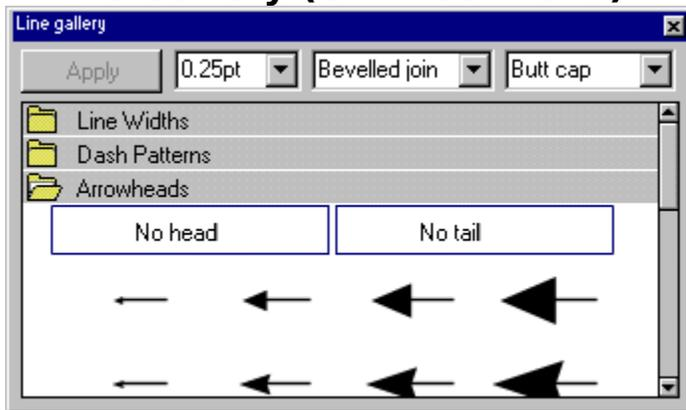 Line gallery
Apply 0.25pt Bevelled join Butt cap
Line Widths
Dash Patterns
Arrowheads
No head No tail